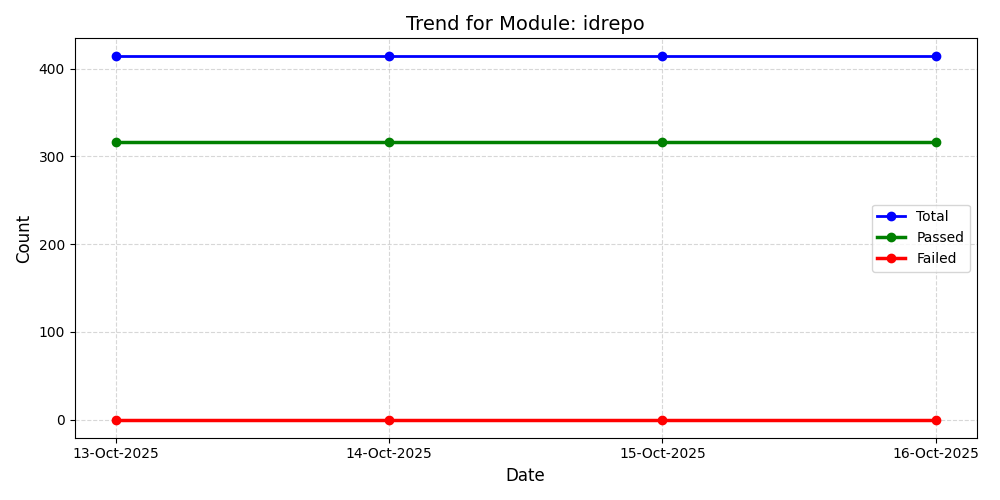 Trend for Module: idrepo
400
300
200
100
0
Count
Total
Passed
Failed
13-Oct-2025
14-Oct-2025
15-Oct-2025
16-Oct-2025
Date